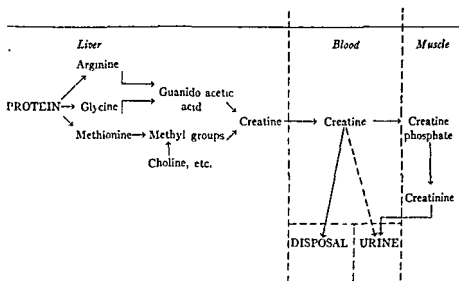 Liver Blood Muscle
Arginine
Guanido acetic
acid
PROTEIN Glycine
Methionine Methyl groups
Creatine Creatine Creatine
phosphate
Choline, etc.
Creatinine
DISPOSAL URINE